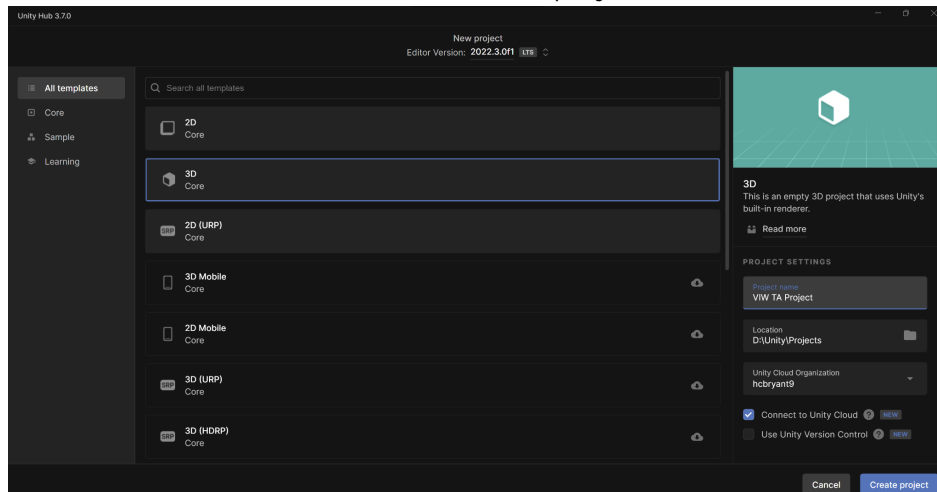 Unity Hub 3.7.0
New project
Editor Version: 2022.3.0f1 LTS
All templates
Core
Sample
Learning
Search all templates
2D
Core
3D
Core
SRP
2D (URP)
Core
3D Mobile
Core
2D Mobile
Core
SRP
3D (URP)
Core
SRP
3D (HDRP)
Core
3D
This is an empty 3D project that uses Unity's
built-in renderer.
Read more
PROJECT SETTINGS
Project name
VIW TA Project
Location
D:\Unity\Projects
Unity Cloud Organization
hcbryant9
Connect to Unity Cloud ? NEW
Use Unity Version Control ? NEW
Cancel
Create project